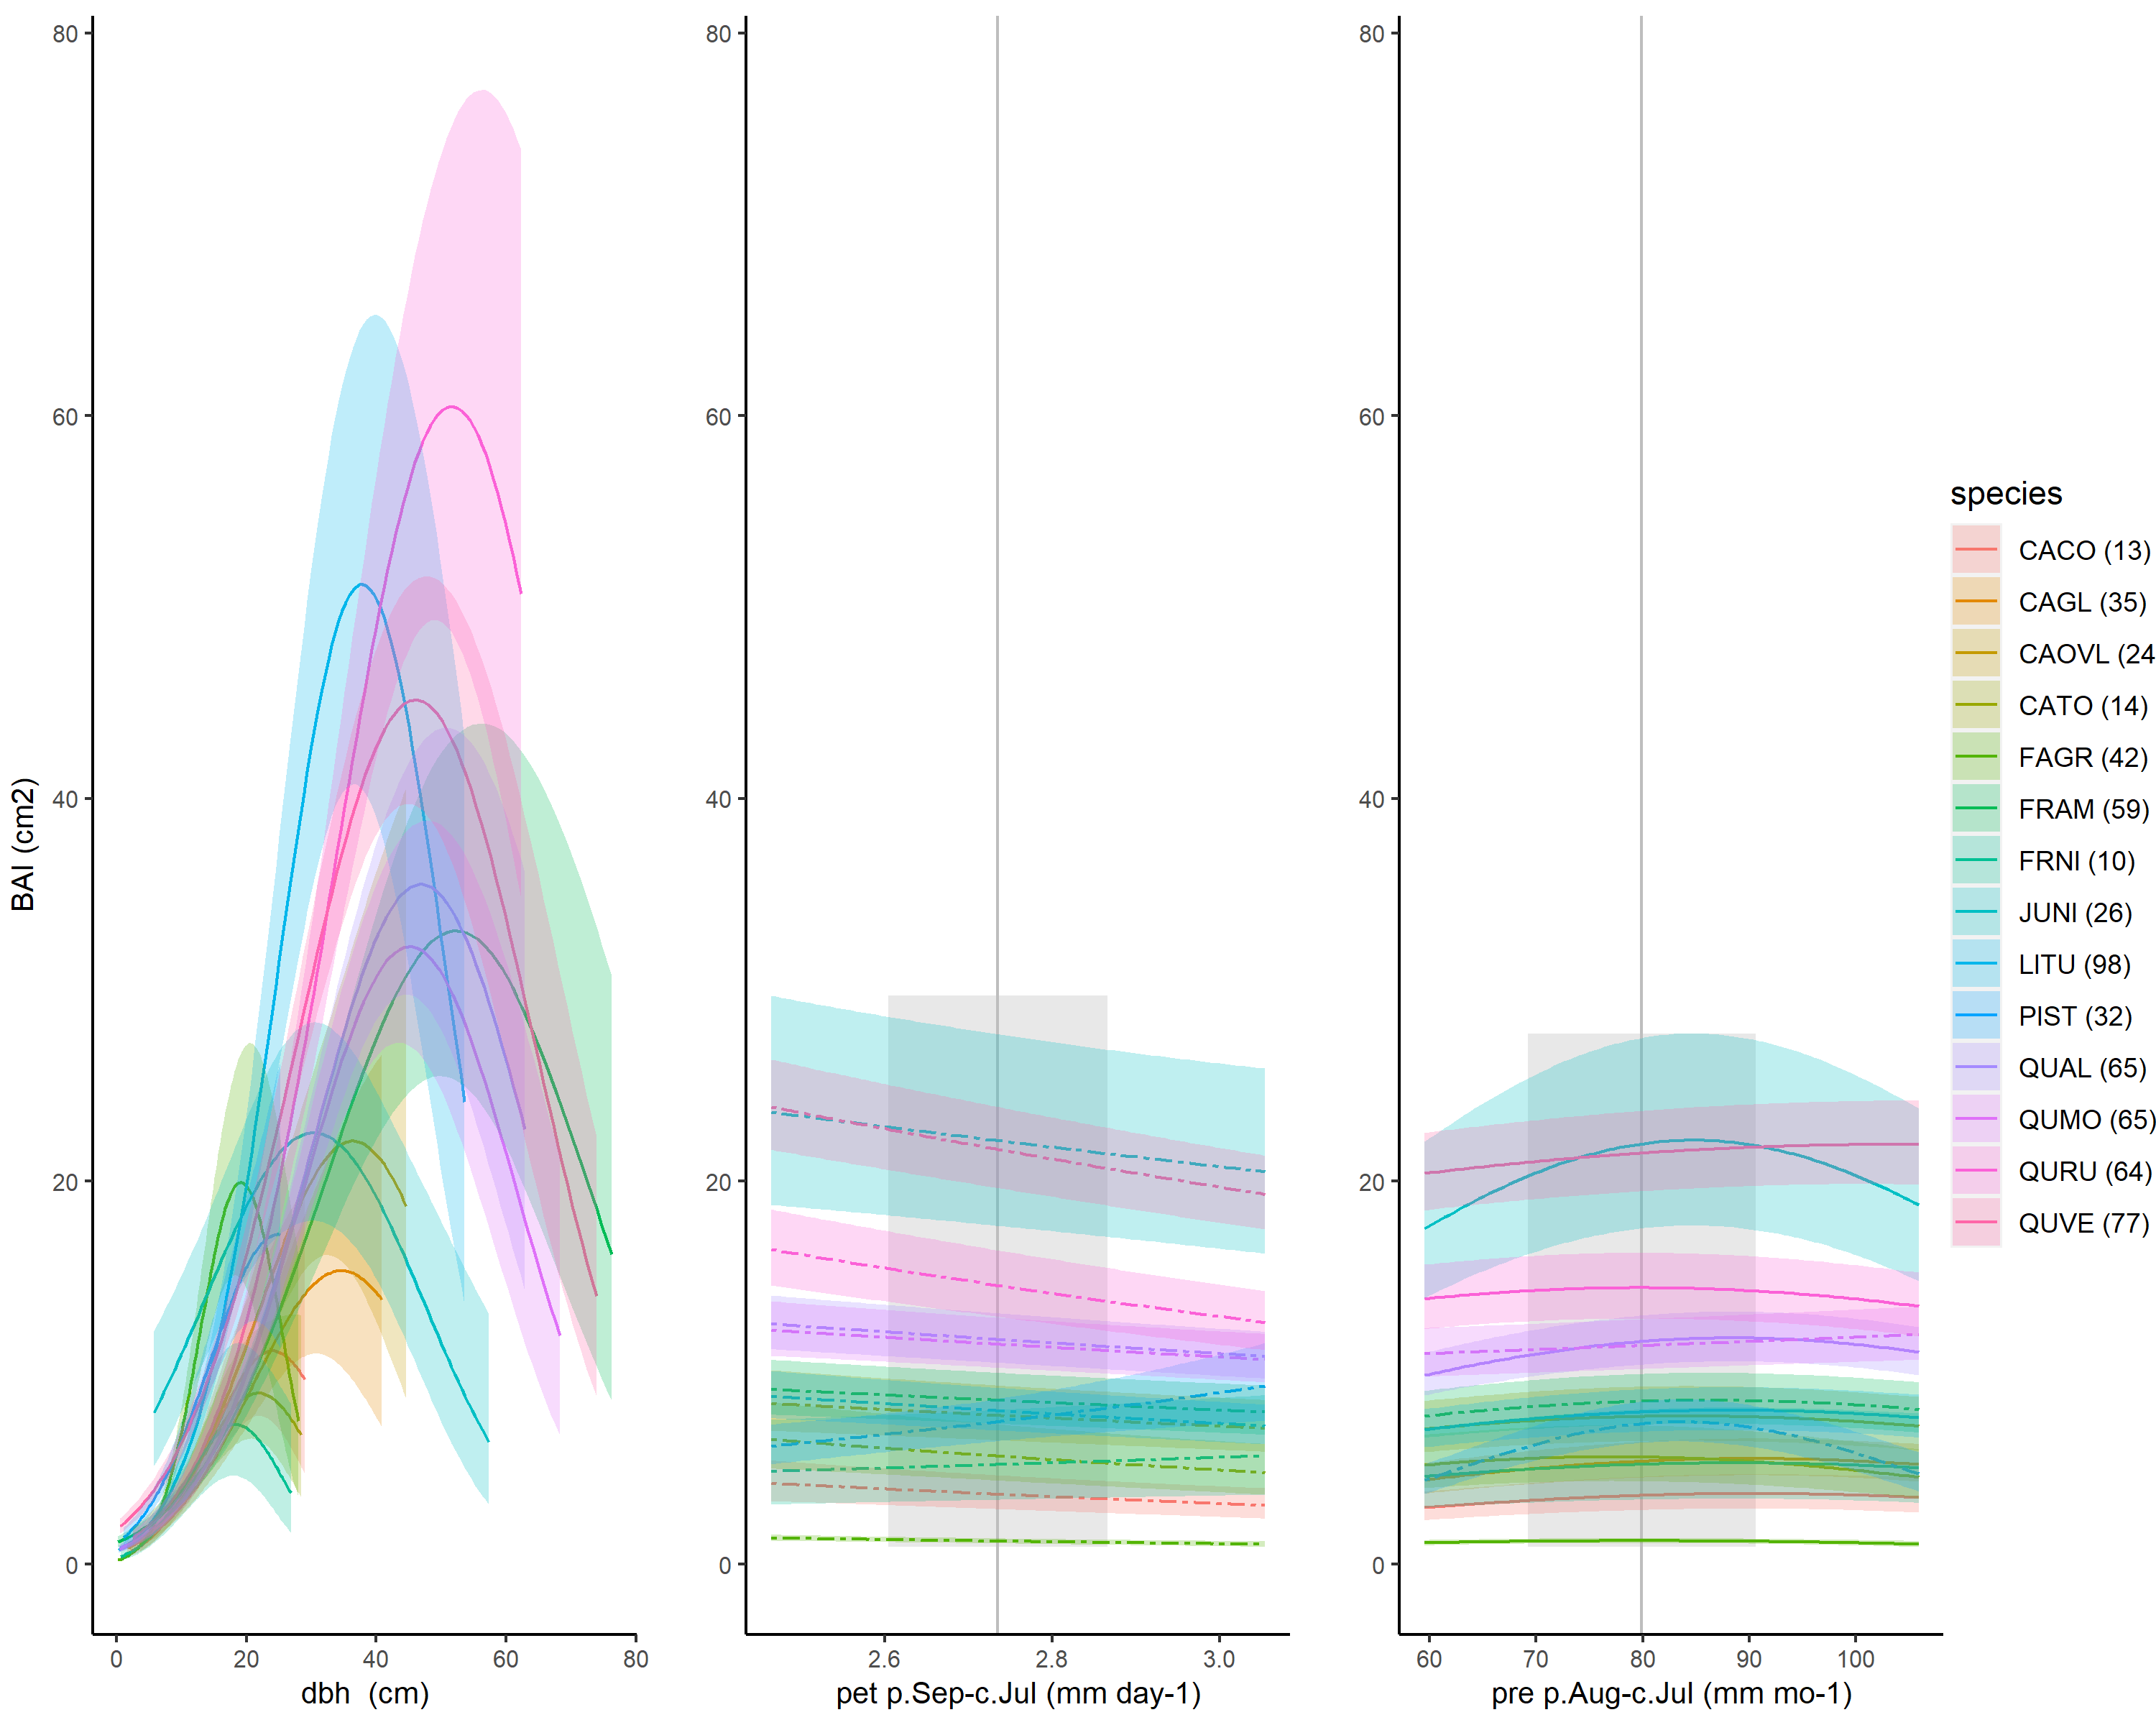 BAI (cm2)
80
60
40
20
0
0 20 40 60 80
dbh (cm)
80
60
40
20
0
2.6 2.8 3.0
pet p.Sep-c.Jul (mm day-1)
80
60
40
20
0
60 70 80 90 100
pre p.Aug-c.Jul (mm mo-1)
species
CACO (13)
CAGL (35)
CAOVL (24
CATO (14)
FAGR (42)
FRAM (59)
FRNI (10)
JUNI (26)
LITU (98)
PIST (32)
QUAL (65)
QUMO (65)
QURU (64)
QUVE (77)